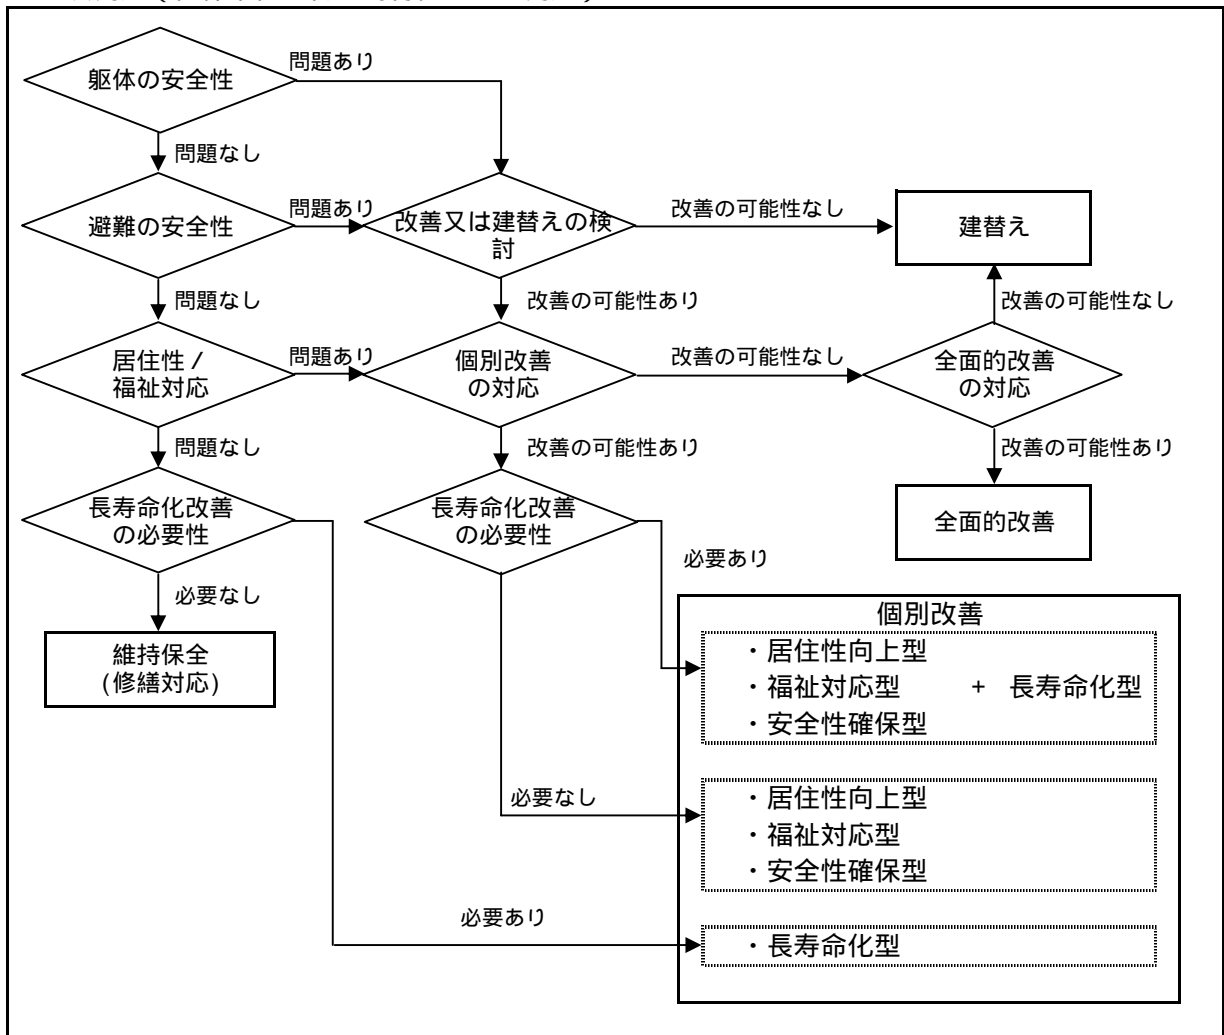 躯体の安全性
問題あり
問題なし
避難の安全性
問題あり
改善又は建替えの検
討
改善の可能性なし
建替え
問題なし
改善の可能性あり
改善の可能性なし
居住性/
福祉対応
問題あり
個別改善
の対応
改善の可能性なし
全面的改善
の対応
問題なし
改善の可能性あり
改善の可能性あり
長寿命化改善
の必要性
長寿命化改善
の必要性
全面的改善
必要あり
必要なし
維持保全
(修繕対応)
個別改善
・居住性向上型
・福祉対応型 + 長寿命化型
・安全性確保型
必要なし
・居住性向上型
・福祉対応型
・安全性確保型
必要あり
・長寿命化型